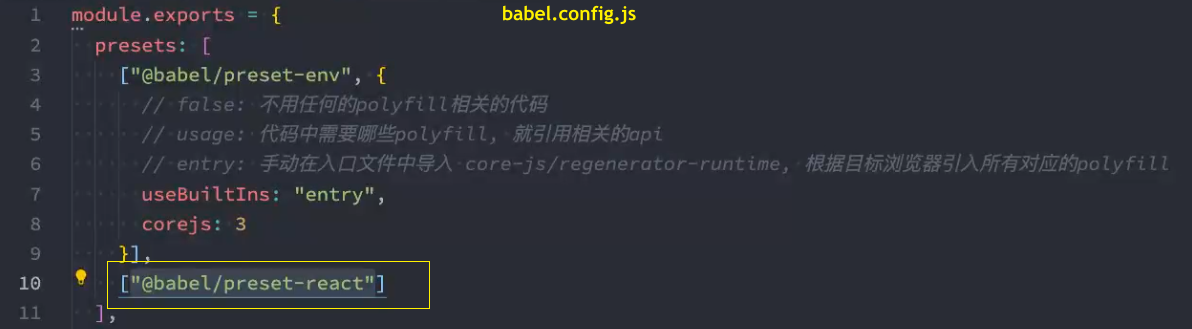 babel.config.js
1 module.exports = {
2 presets: [
3 ["@babel/preset-env", {
4 // false: 不用任何的polyfill相关的代码
5 // usage: 代码中需要哪些polyfill, 就引用相关的api
6 // entry: 手动在入口文件中导入 core-js/regenerator-runtime, 根据目标浏览器引入所有对应的polyfill
7 useBuiltIns: "entry",
8 corejs: 3
9 }],
10 ["@babel/preset-react"]
11 ],